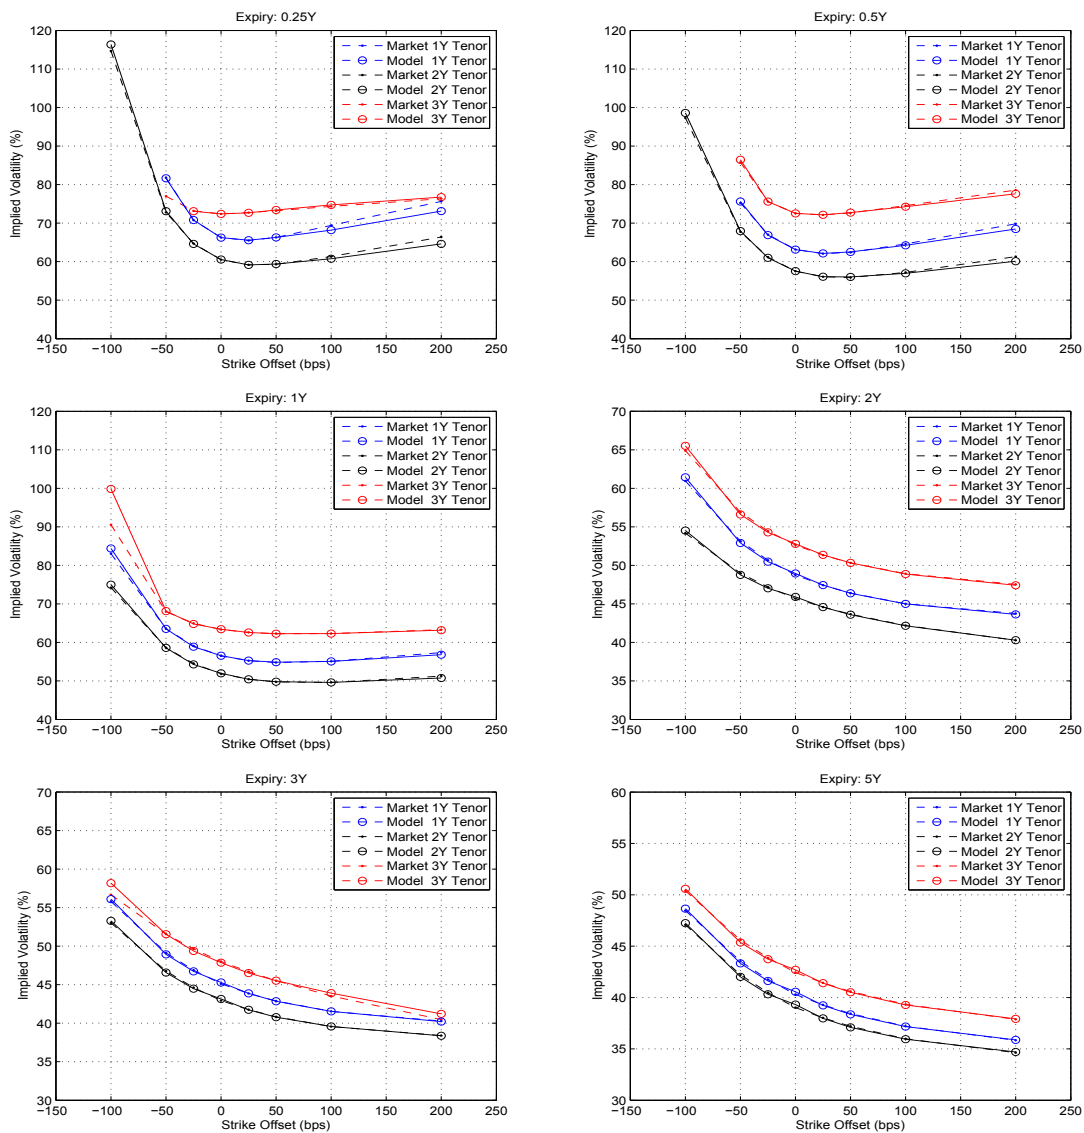 Expiry: 0.25Y
120
110
100
90
80
70
60
50
40
Implied Volatility (%)
−150 −100 −50 0 50 100 150 200 250
Strike Offset (bps)
Market 1Y Tenor
Model 1Y Tenor
Market 2Y Tenor
Model 2Y Tenor
Market 3Y Tenor
Model 3Y Tenor
Expiry: 0.5Y
120
110
100
90
80
70
60
50
40
Implied Volatility (%)
−150 −100 −50 0 50 100 150 200 250
Strike Offset (bps)
Market 1Y Tenor
Model 1Y Tenor
Market 2Y Tenor
Model 2Y Tenor
Market 3Y Tenor
Model 3Y Tenor
Expiry: 1Y
120
110
100
90
80
70
60
50
40
Implied Volatility (%)
−150 −100 −50 0 50 100 150 200 250
Strike Offset (bps)
Market 1Y Tenor
Model 1Y Tenor
Market 2Y Tenor
Model 2Y Tenor
Market 3Y Tenor
Model 3Y Tenor
Expiry: 2Y
70
65
60
55
50
45
40
35
30
Implied Volatility (%)
−150 −100 −50 0 50 100 150 200 250
Strike Offset (bps)
Market 1Y Tenor
Model 1Y Tenor
Market 2Y Tenor
Model 2Y Tenor
Market 3Y Tenor
Model 3Y Tenor
Expiry: 3Y
70
65
60
55
50
45
40
35
30
Implied Volatility (%)
−150 −100 −50 0 50 100 150 200 250
Strike Offset (bps)
Market 1Y Tenor
Model 1Y Tenor
Market 2Y Tenor
Model 2Y Tenor
Market 3Y Tenor
Model 3Y Tenor
Expiry: 5Y
60
55
50
45
40
35
30
Implied Volatility (%)
−150 −100 −50 0 50 100 150 200 250
Strike Offset (bps)
Market 1Y Tenor
Model 1Y Tenor
Market 2Y Tenor
Model 2Y Tenor
Market 3Y Tenor
Model 3Y Tenor